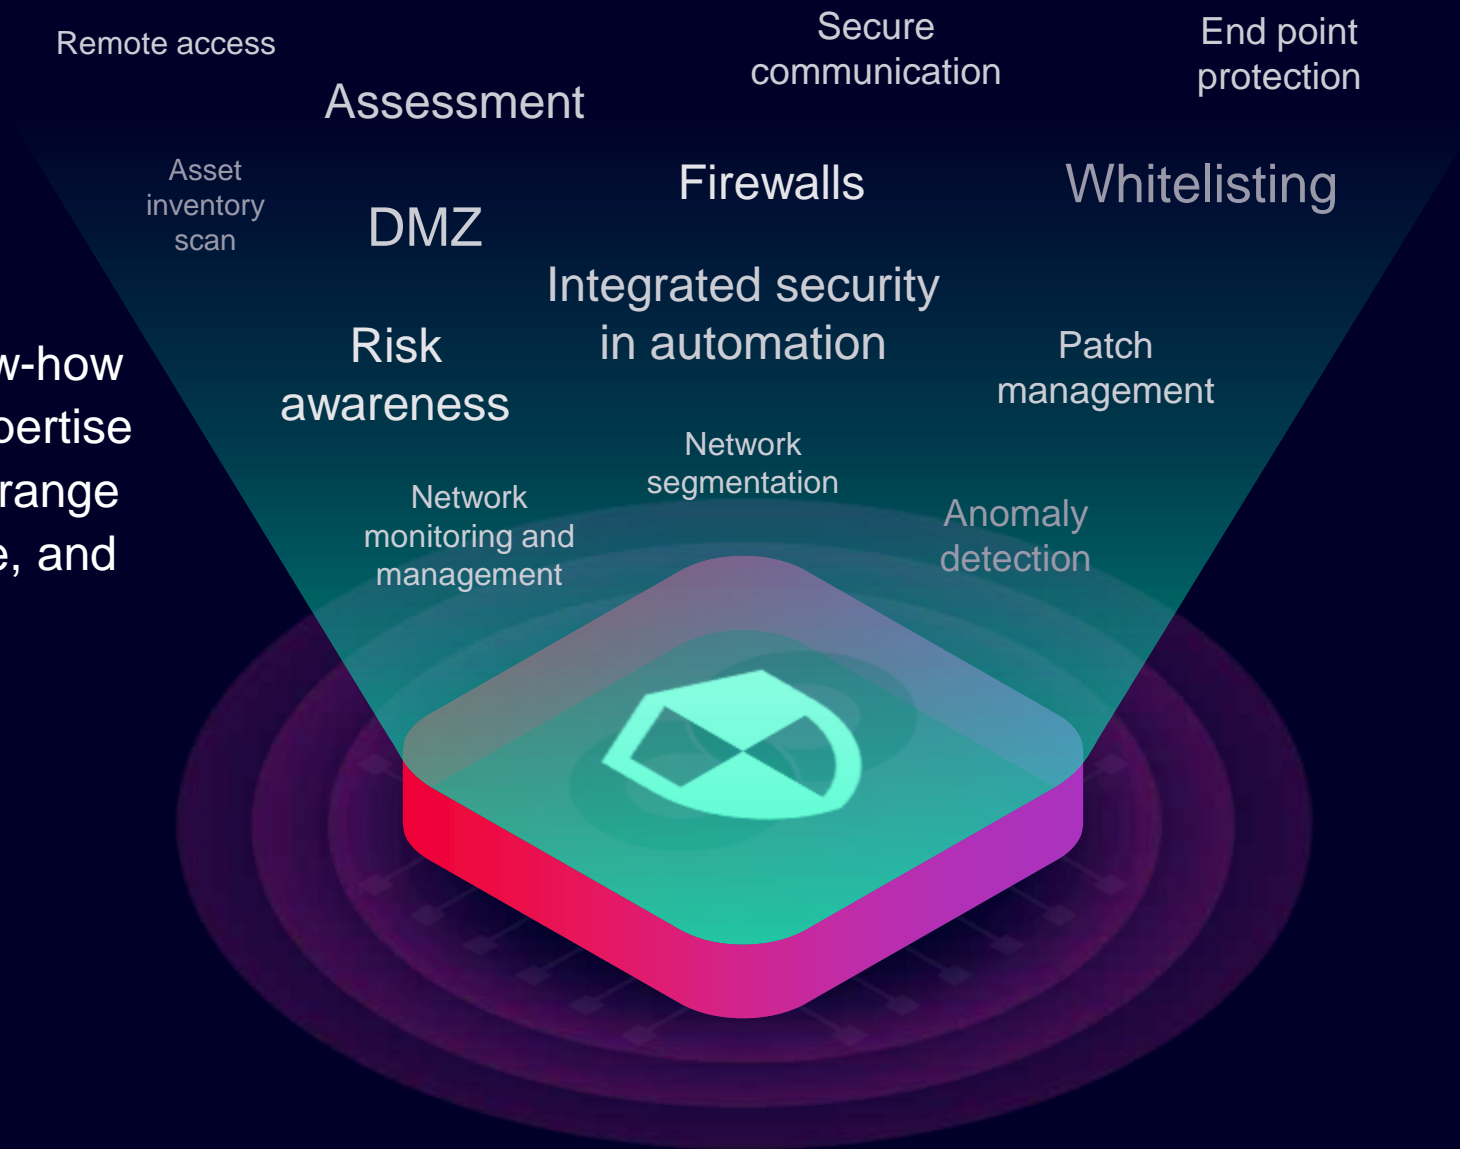 Remote access
Assessment
Secure
communication
End point
protection
Asset
inventory
scan
DMZ
Firewalls
Whitelisting
Integrated security
in automation
Risk
awareness
Patch
management
Network
segmentation
Network
monitoring and
management
Anomaly
detection
w-how
pertise
range
e, and